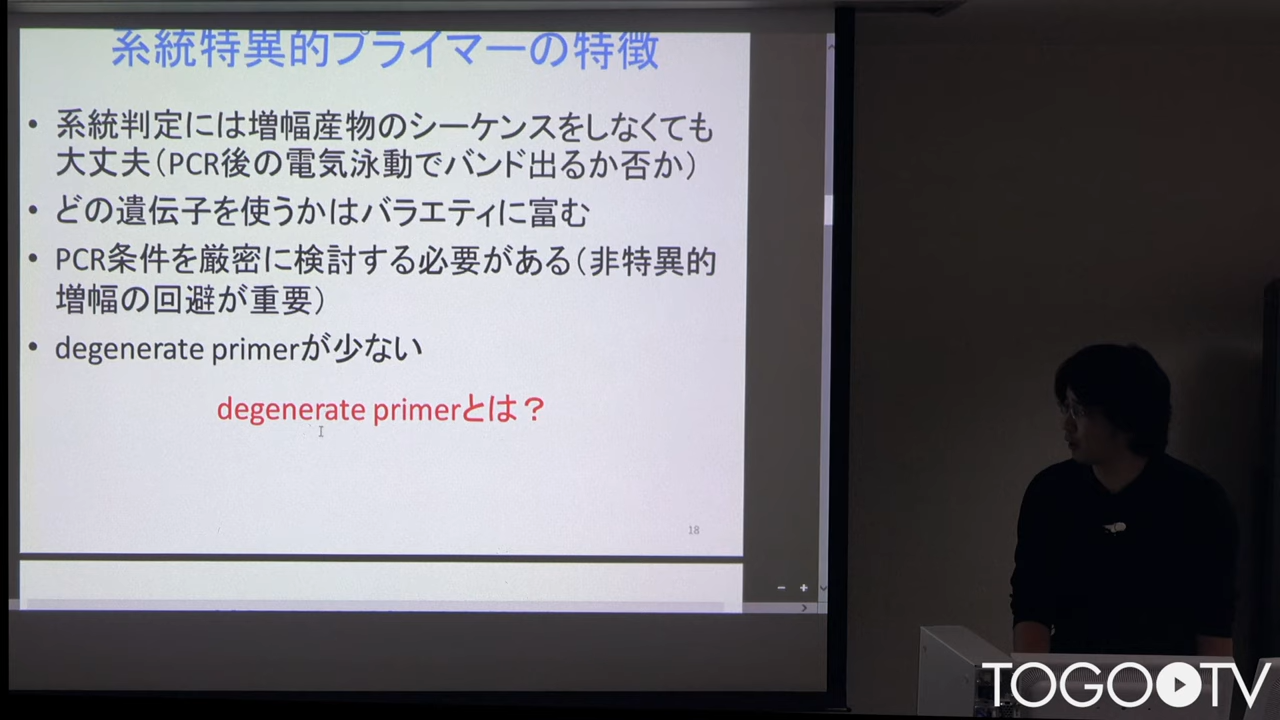 系統特異的プライマーの特徴
• 系統判定には増幅産物のシーケンスをしなくても
大丈夫（PCR後の電気泳動でバンド出るか否か）
• どの遺伝子を使うかはバラエティに富む
• PCR条件を厳密に検討する必要がある（非特異的
増幅の回避が重要）
• degenerate primerが少ない
degenerate primerとは？
18
TOGOTV